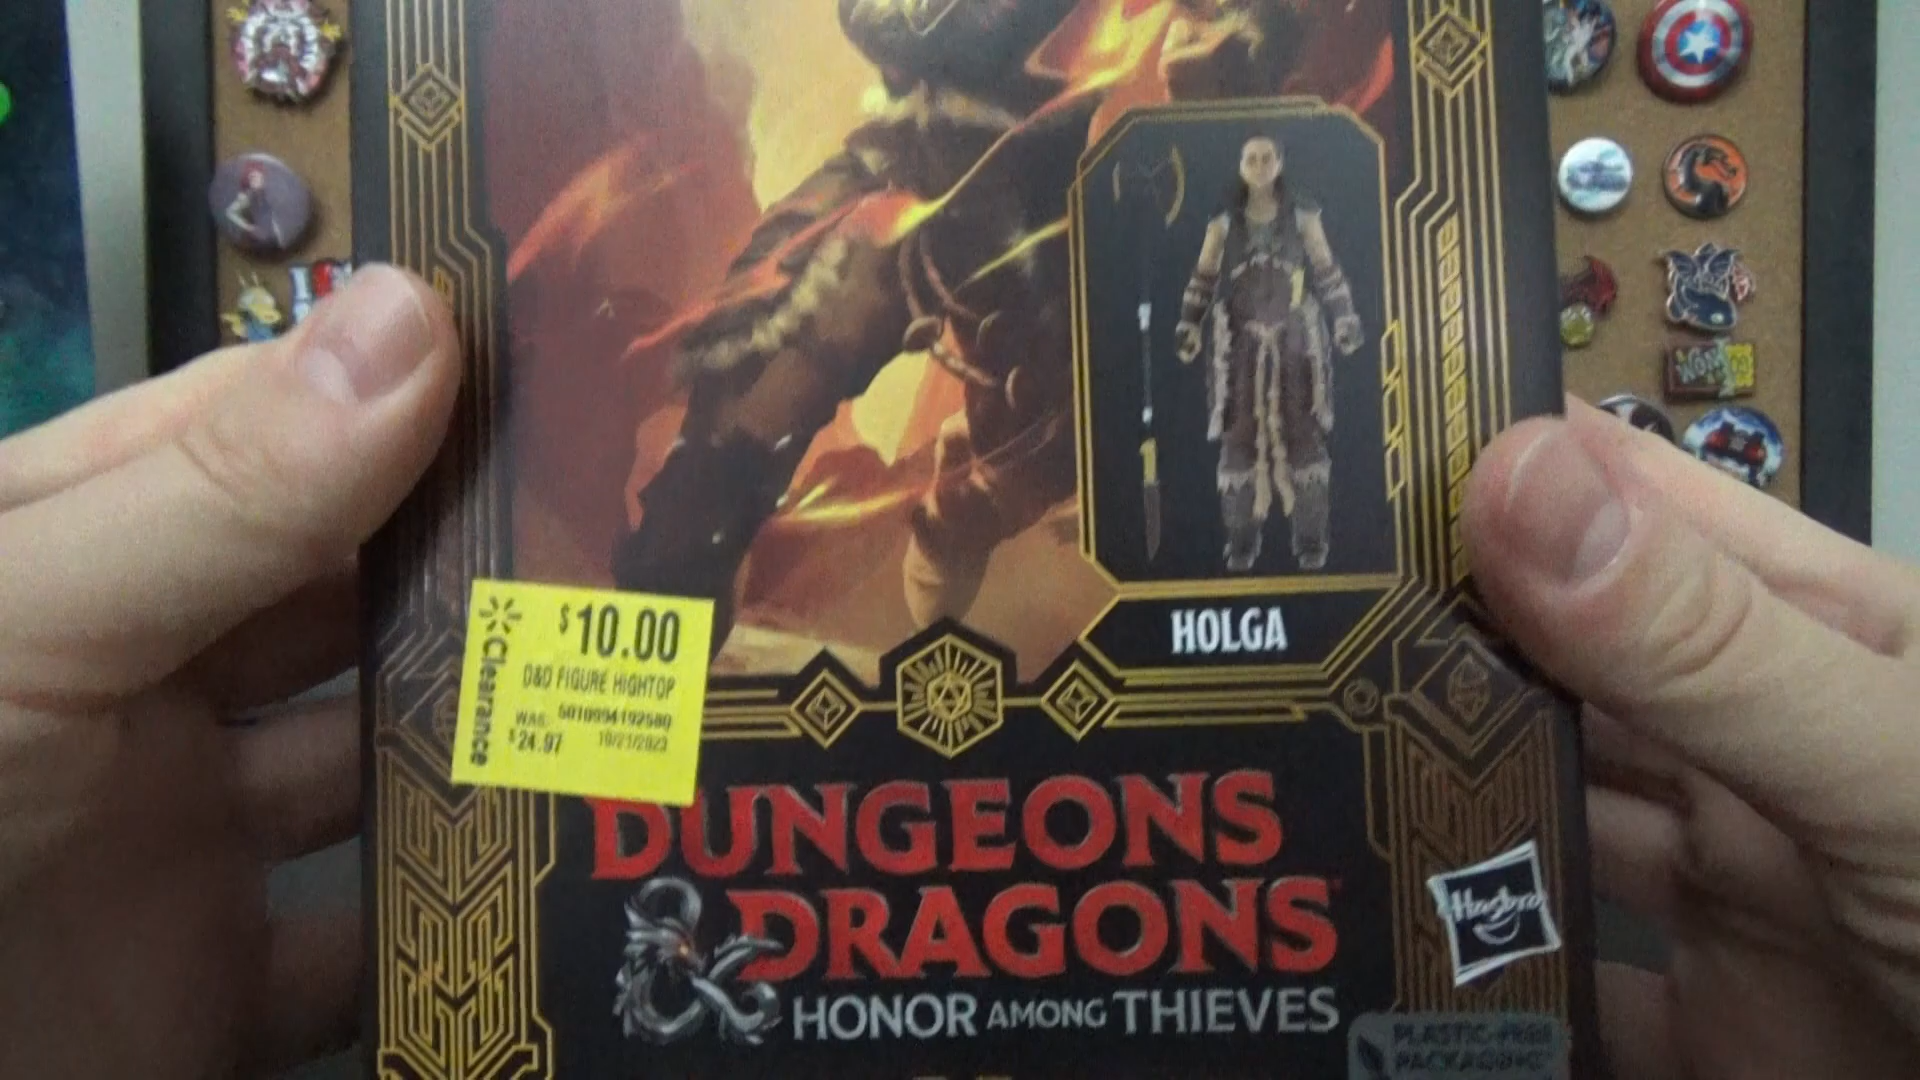 HOLGA
$10.00
D&D FIGURE HIGHTOP
WAS: 5010994192580
$24.97 10/21/2023
Clearance
DUNGEONS
& DRAGONS
HONOR AMONG THIEVES
Hasbro
PLASTIC-FREE
PACKAGING